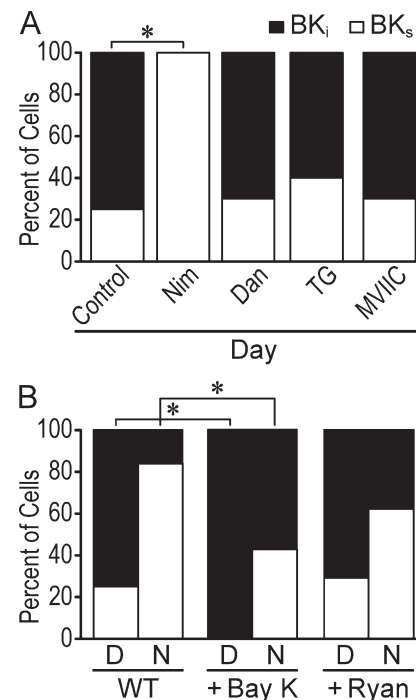 A
■ BKᵢ □ BKₛ
*
Percent of Cells
100
80
60
40
20
0
Control Nim Dan TG MVIIC
Day
B
*
*
Percent of Cells
100
80
60
40
20
0
D N D N D N
WT + Bay K + Ryan